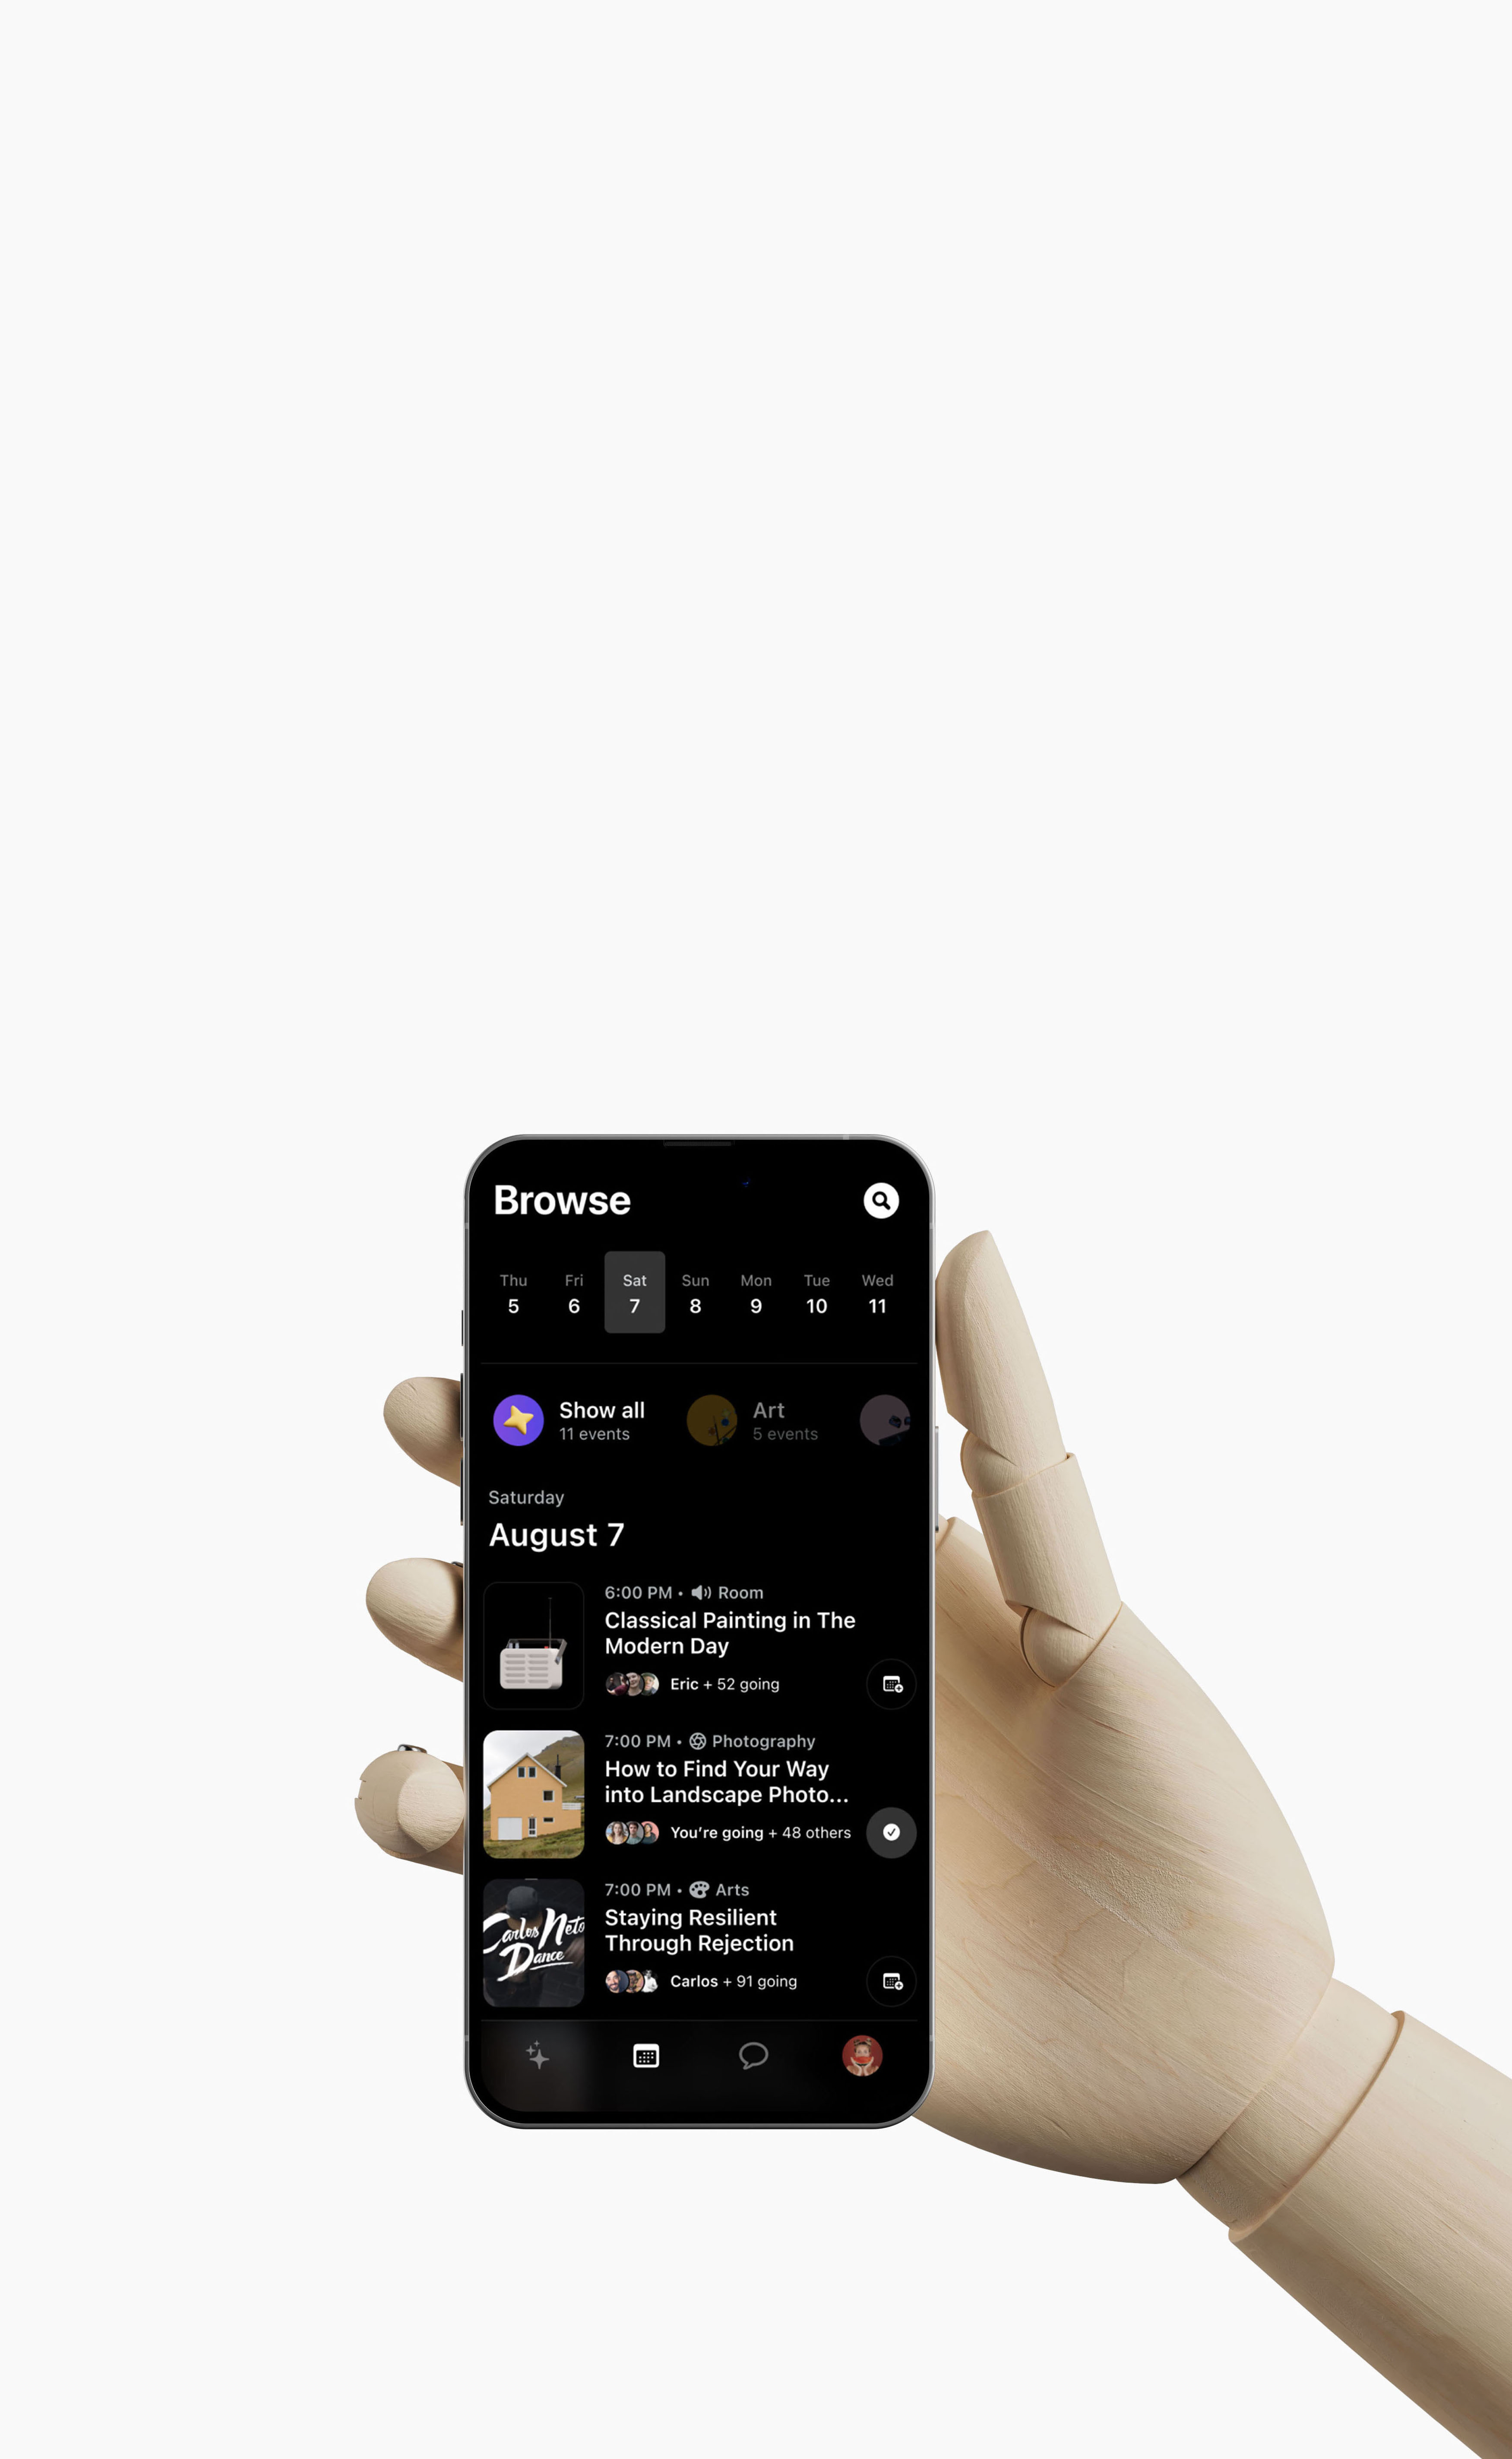 Browse
Thu Fri Sat Sun Mon Tue Wed
5 6 7 8 9 10 11
Show all
11 events
Art
5 events
Saturday
August 7
6:00 PM • Room
Classical Painting in The
Modern Day
Eric + 52 going
7:00 PM • Photography
How to Find Your Way
into Landscape Photo...
You're going + 48 others
Carlos Neto
Dance
7:00 PM • Arts
Staying Resilient
Through Rejection
Carlos + 91 going